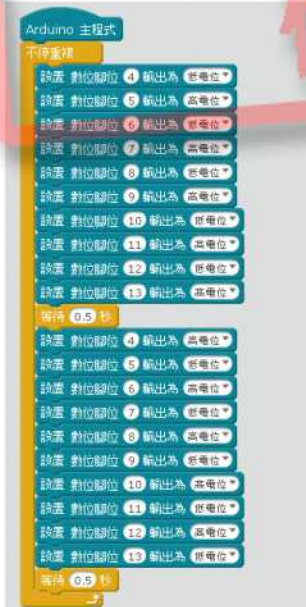 Arduino 主程式
不停重複
設置 數位腳位 4 輸出為 低電位
設置 數位腳位 5 輸出為 高電位
設置 數位腳位 6 輸出為 低電位
設置 數位腳位 7 輸出為 高電位
設置 數位腳位 8 輸出為 低電位
設置 數位腳位 9 輸出為 高電位
設置 數位腳位 10 輸出為 低電位
設置 數位腳位 11 輸出為 高電位
設置 數位腳位 12 輸出為 低電位
設置 數位腳位 13 輸出為 高電位
等待 0.5 秒
設置 數位腳位 4 輸出為 高電位
設置 數位腳位 5 輸出為 低電位
設置 數位腳位 6 輸出為 高電位
設置 數位腳位 7 輸出為 低電位
設置 數位腳位 8 輸出為 高電位
設置 數位腳位 9 輸出為 低電位
設置 數位腳位 10 輸出為 高電位
設置 數位腳位 11 輸出為 低電位
設置 數位腳位 12 輸出為 高電位
設置 數位腳位 13 輸出為 低電位
等待 0.5 秒